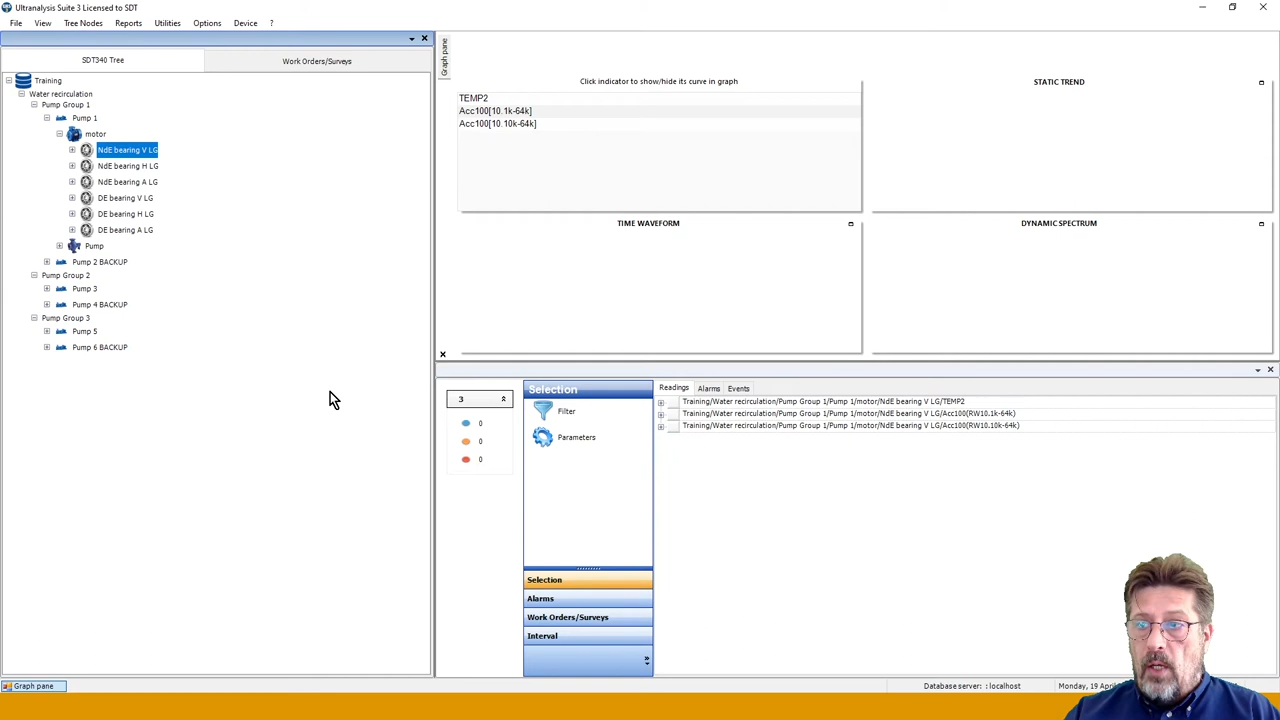 Ultranalysis Suite 3 Licensed to SDT
File View Tree Nodes Reports Utilities Options Device ?
SDT340 Tree
Work Orders/Surveys
Training
Water recirculation
Pump Group 1
Pump 1
motor
NdE bearing V LG
NdE bearing H LG
NdE bearing A LG
DE bearing V LG
DE bearing H LG
DE bearing A LG
Pump
Pump 2 BACKUP
Pump Group 2
Pump 3
Pump 4 BACKUP
Pump Group 3
Pump 5
Pump 6 BACKUP
Graph pane
Click indicator to show/hide its curve in graph
TEMP2
Acc100[10.1k-64k]
Acc100[10.10k-64k]
STATIC TREND
TIME WAVEFORM
DYNAMIC SPECTRUM
3
0
0
0
Selection
Filter
Parameters
Selection
Alarms
Work Orders/Surveys
Interval
Readings Alarms Events
Training/Water recirculation/Pump Group 1/Pump 1/motor/NdE bearing V LG/TEMP2
Training/Water recirculation/Pump Group 1/Pump 1/motor/NdE bearing V LG/Acc100(RW10.1k-64k)
Training/Water recirculation/Pump Group 1/Pump 1/motor/NdE bearing V LG/Acc100(RW10.10k-64k)
Graph pane
Database server: : localhost
Monday, 19 April